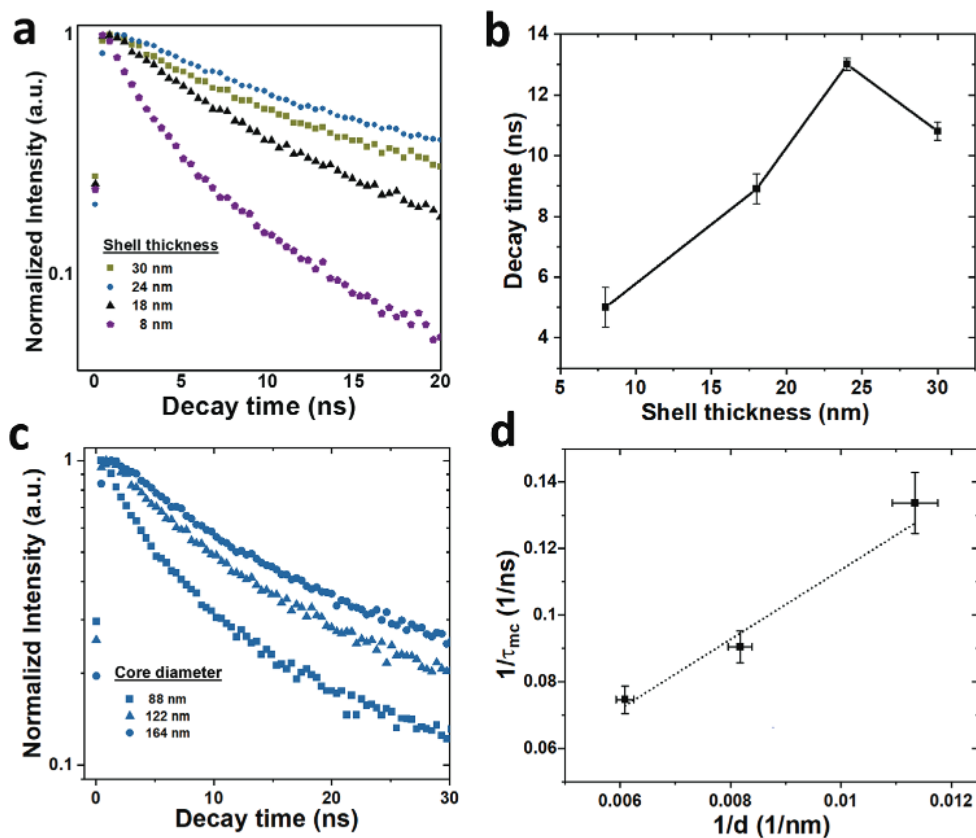 a
Normalized Intensity (a.u.)
1
0.1
Shell thickness
30 nm
24 nm
18 nm
8 nm
0 5 10 15 20
Decay time (ns)
b
Decay time (ns)
14
12
10
8
6
4
5 10 15 20 25 30
Shell thickness (nm)
c
Normalizd Intensity (a.u.)
1
0.1
Core diameter
88 nm
122 nm
164 nm
0 10 20 30
Decay time (ns)
d
1/τmc (1/ns)
0.14
0.12
0.10
0.08
0.06
0.006 0.008 0.01 0.012
1/d (1/nm)